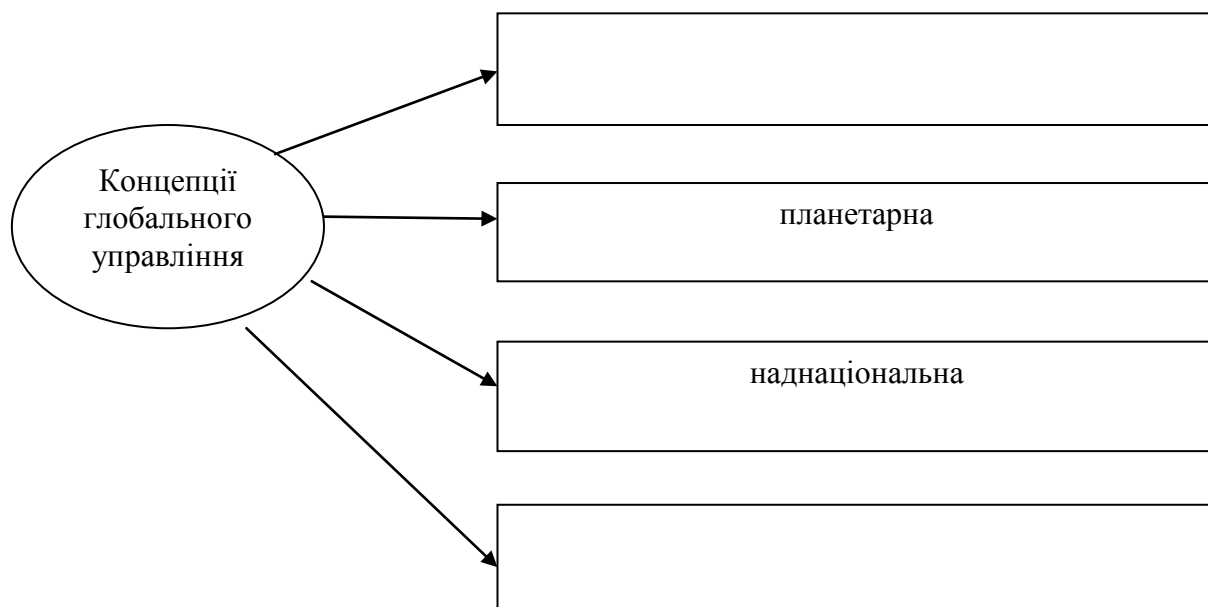 Концепції
глобального
управління
планетарна
наднаціональна